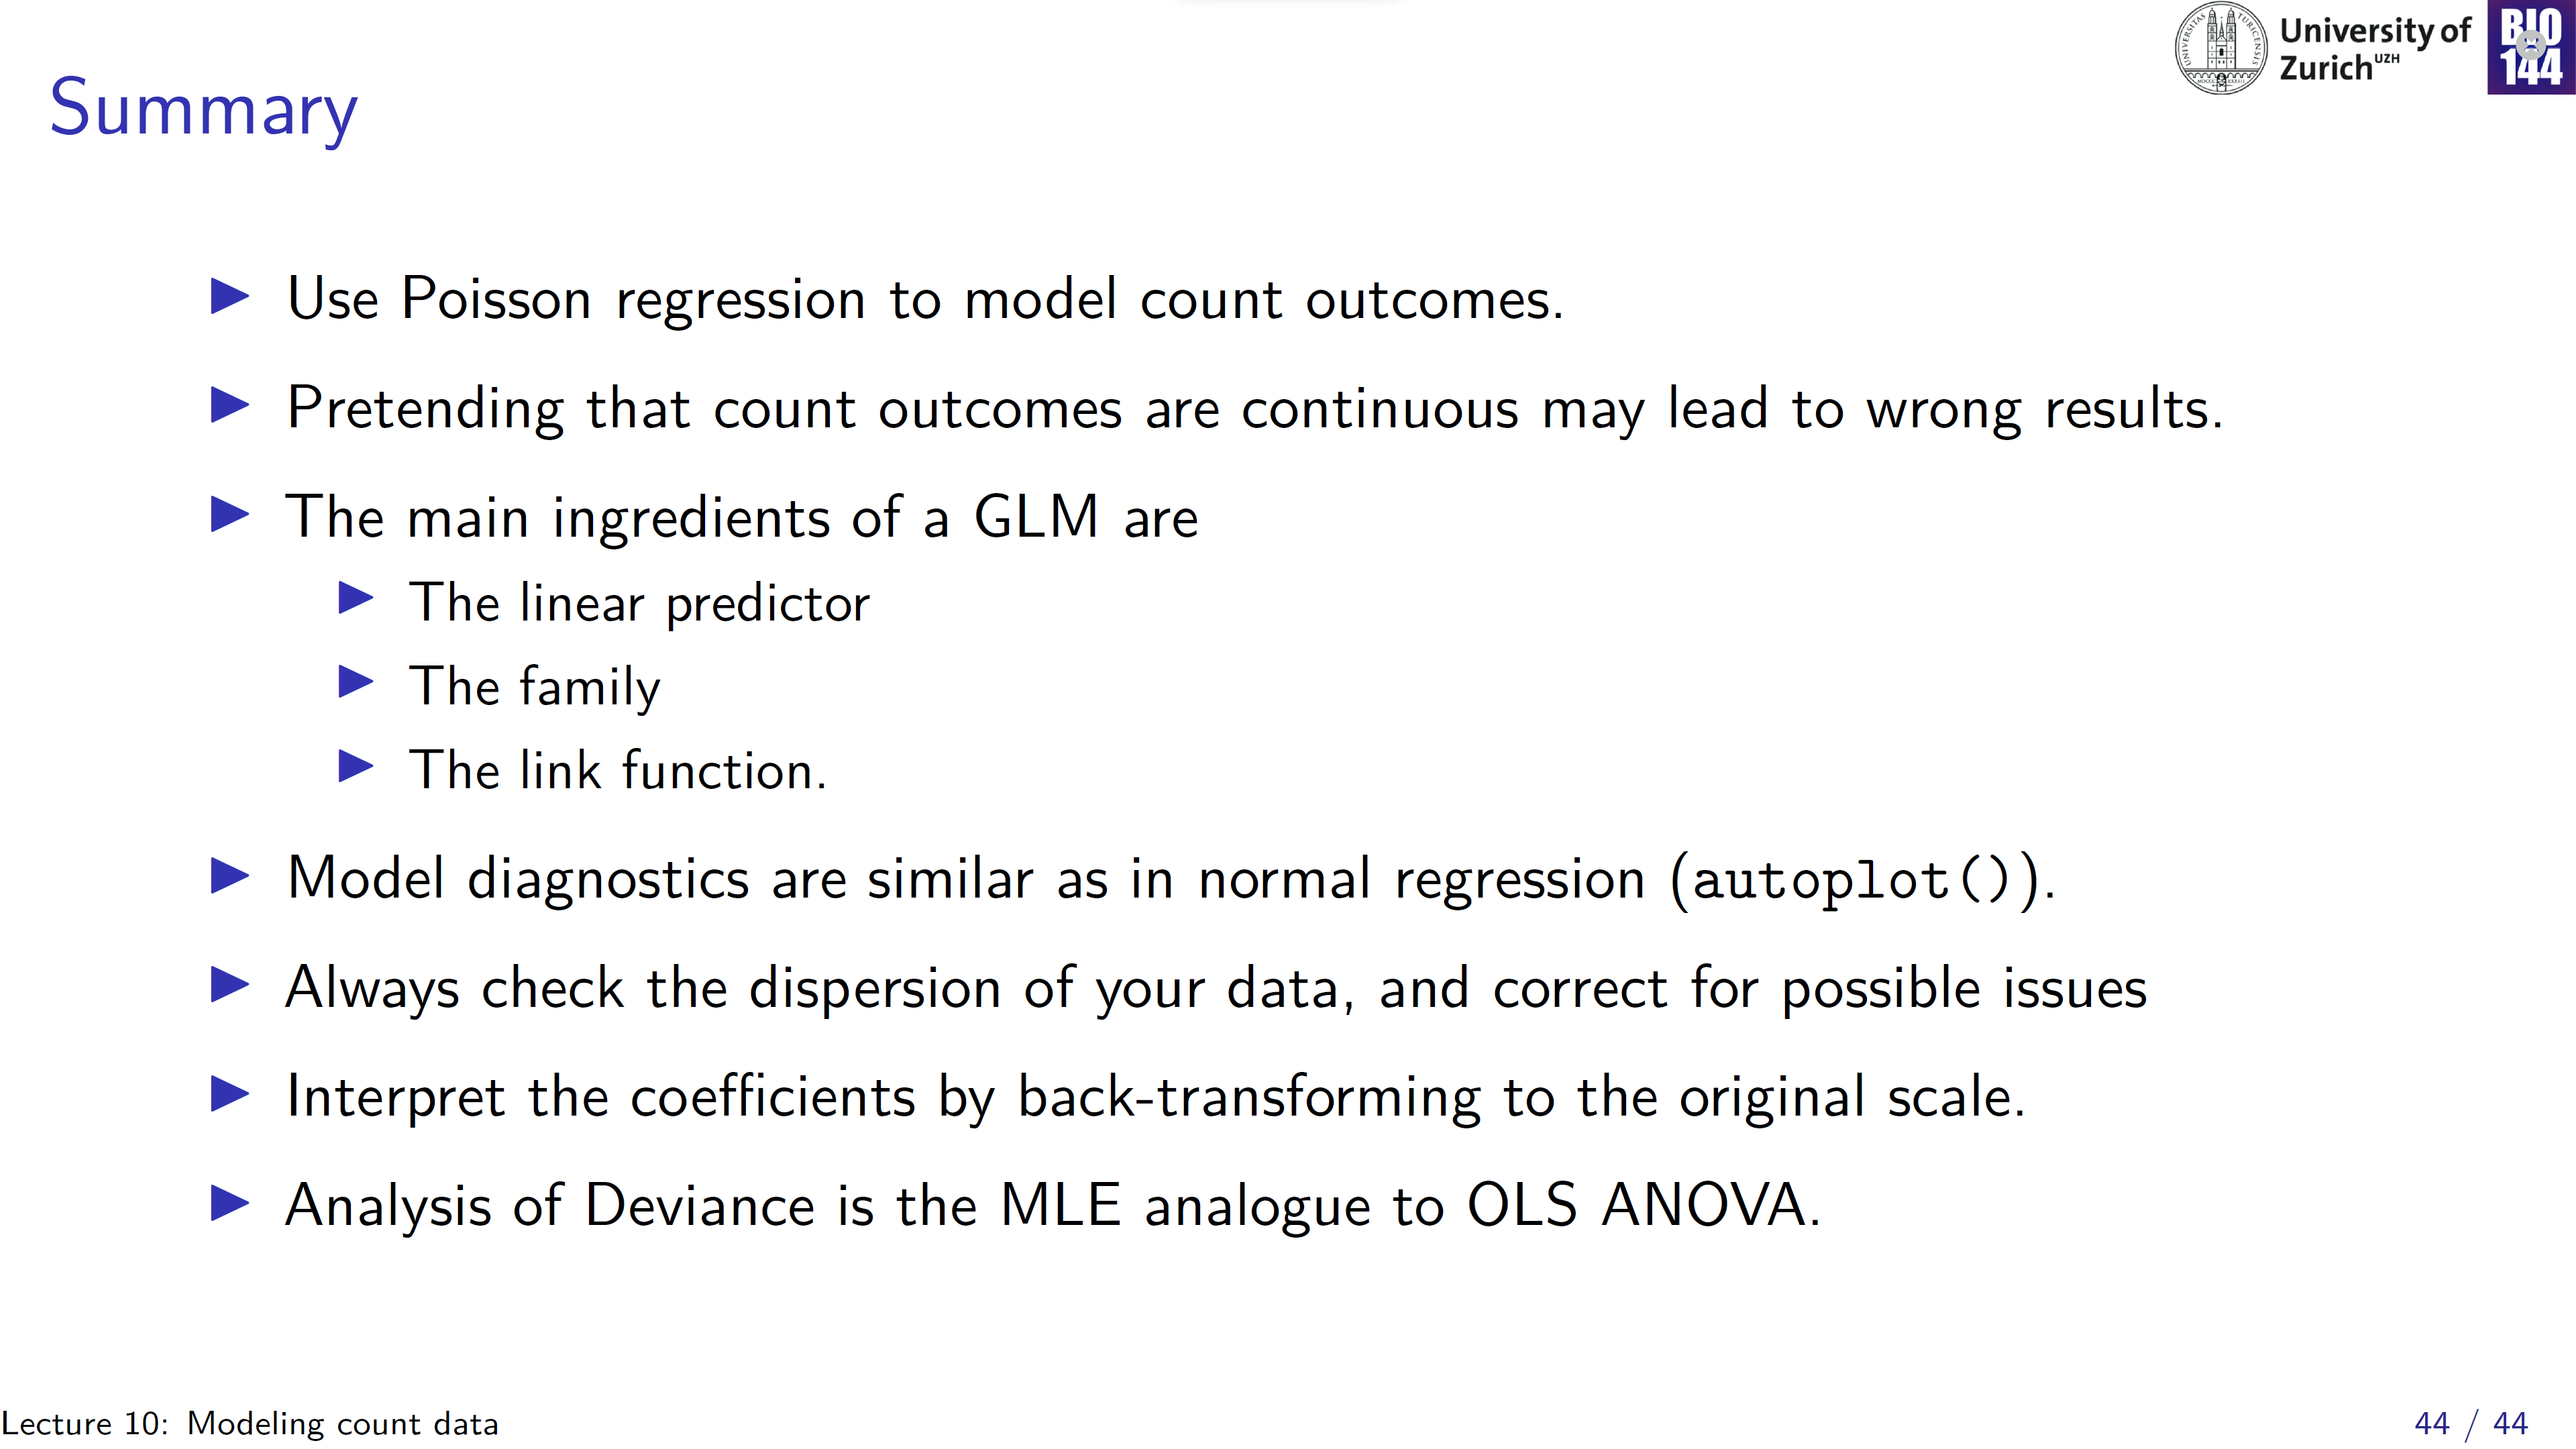 University of
Zurich UZH
BIO
144
Summary
Use Poisson regression to model count outcomes.
Pretending that count outcomes are continuous may lead to wrong results.
The main ingredients of a GLM are
The linear predictor
The family
The link function.
Model diagnostics are similar as in normal regression (autoplot()).
Always check the dispersion of your data, and correct for possible issues
Interpret the coefficients by back-transforming to the original scale.
Analysis of Deviance is the MLE analogue to OLS ANOVA.
Lecture 10: Modeling count data
44 / 44